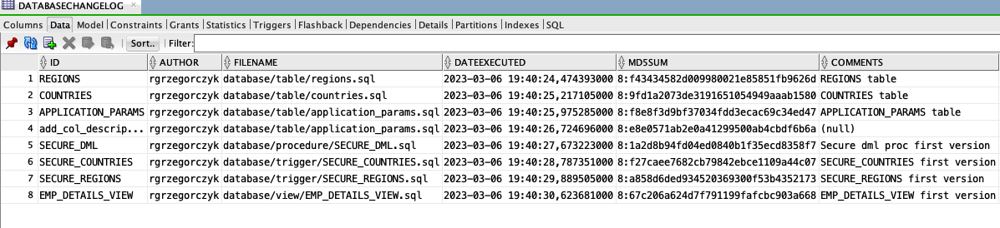 DATABASECHANGELOG
Columns Data Model Constraints Grants Statistics Triggers Flashback Dependencies Details Partitions Indexes SQL
Sort.. Filter:
ID AUTHOR FILENAME DATEEXECUTED MD5SUM COMMENTS
1 REGIONS rgrzegorczyk database/table/regions.sql 2023-03-06 19:40:24,474393000 8:f43434582d009980021e85851fb9626d REGIONS table
2 COUNTRIES rgrzegorczyk database/table/countries.sql 2023-03-06 19:40:25,217105000 8:9fd1a2073de3191651054949aaab1580 COUNTRIES table
3 APPLICATION_PARAMS rgrzegorczyk database/table/application_params.sql 2023-03-06 19:40:25,975285000 8:f8e8f3d9bf37034fdd3ecac69c34ed47 APPLICATION_PARAMS table
4 add_col_descrip... rgrzegorczyk database/table/application_params.sql 2023-03-06 19:40:26,724696000 8:e8e0571ab2e0a41299500ab4cbdf6b6a (null)
5 SECURE_DML rgrzegorczyk database/procedure/SECURE_DML.sql 2023-03-06 19:40:27,673223000 8:1a2d8b94fd04ed0840b1f35ecd8358f7 Secure dml proc first version
6 SECURE_COUNTRIES rgrzegorczyk database/trigger/SECURE_COUNTRIES.sql 2023-03-06 19:40:28,787351000 8:f27caee7682cb79842ebce1109a44c07 SECURE_COUNTRIES first version
7 SECURE_REGIONS rgrzegorczyk database/trigger/SECURE_REGIONS.sql 2023-03-06 19:40:29,889505000 8:a858d6ded934520369300f53b4352173 SECURE_REGIONS first version
8 EMP_DETAILS_VIEW rgrzegorczyk database/view/EMP_DETAILS_VIEW.sql 2023-03-06 19:40:30,623681000 8:67c206a624d7f791199fafcbc903a668 EMP_DETAILS_VIEW first version